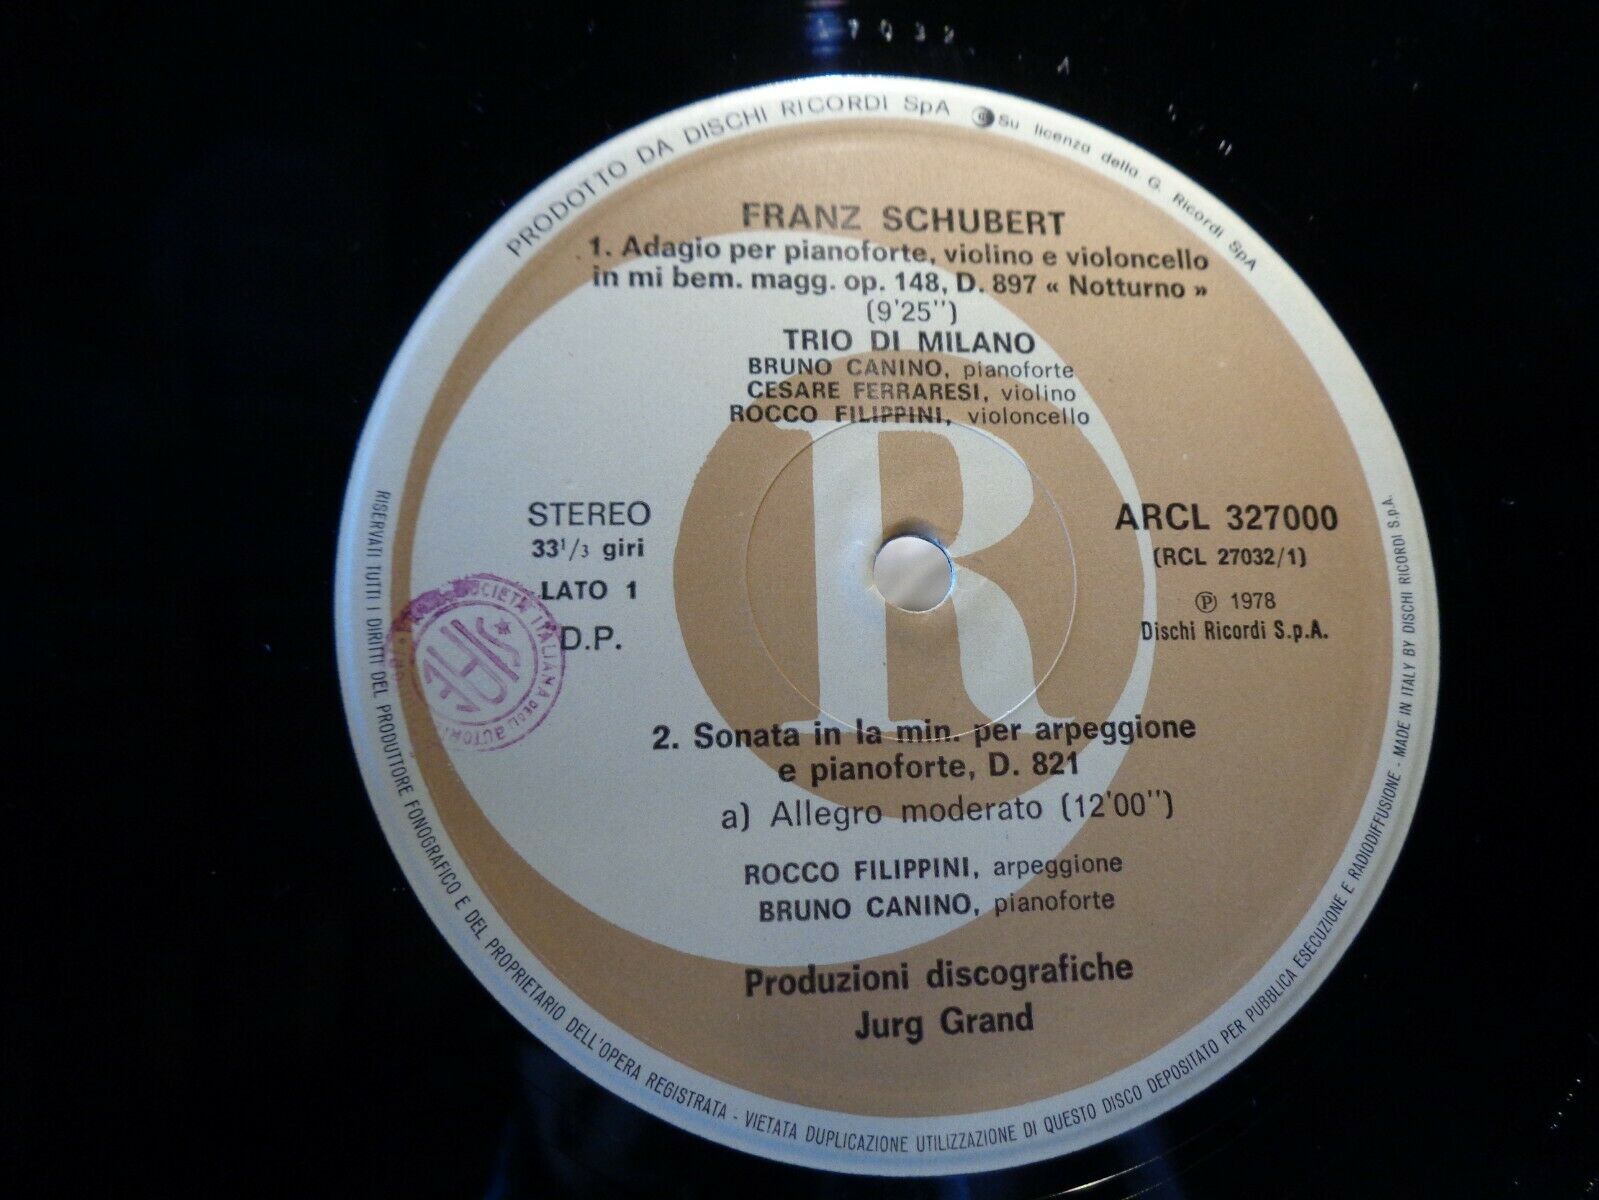 7032
PRODOTTO DA DISCHI RICORDI SpA
Su licenza della G. Ricordi SpA
FRANZ SCHUBERT
1. Adagio per pianoforte, violino e violoncello
in mi bem. magg. op. 148, D. 897 « Notturno »
(9'25'')
TRIO DI MILANO
BRUNO CANINO, pianoforte
CESARE FERRARESI, violino
ROCCO FILIPPINI, violoncello
R
STEREO
33 1/3 giri
LATO 1
D.P.
SOCIETÀ ITALIANA DEGLI AUTORI
ARCL 327000
(RCL 27032/1)
℗ 1978
Dischi Ricordi S.p.A.
2. Sonata in la min. per arpeggione
e pianoforte, D. 821
a) Allegro moderato (12'00'')
ROCCO FILIPPINI, arpeggione
BRUNO CANINO, pianoforte
Produzioni discografiche
Jurg Grand
RISERVATI TUTTI I DIRITTI DEL PRODUTTORE FONOGRAFICO E DEL PROPRIETARIO DELL'OPERA REGISTRATA - VIETATA DUPLICAZIONE UTILIZZAZIONE DI QUESTO DISCO DEPOSITATO PER PUBBLICA ESECUZIONE E RADIODIFFUSIONE - MADE IN ITALY BY DISCHI RICORDI S.p.A.